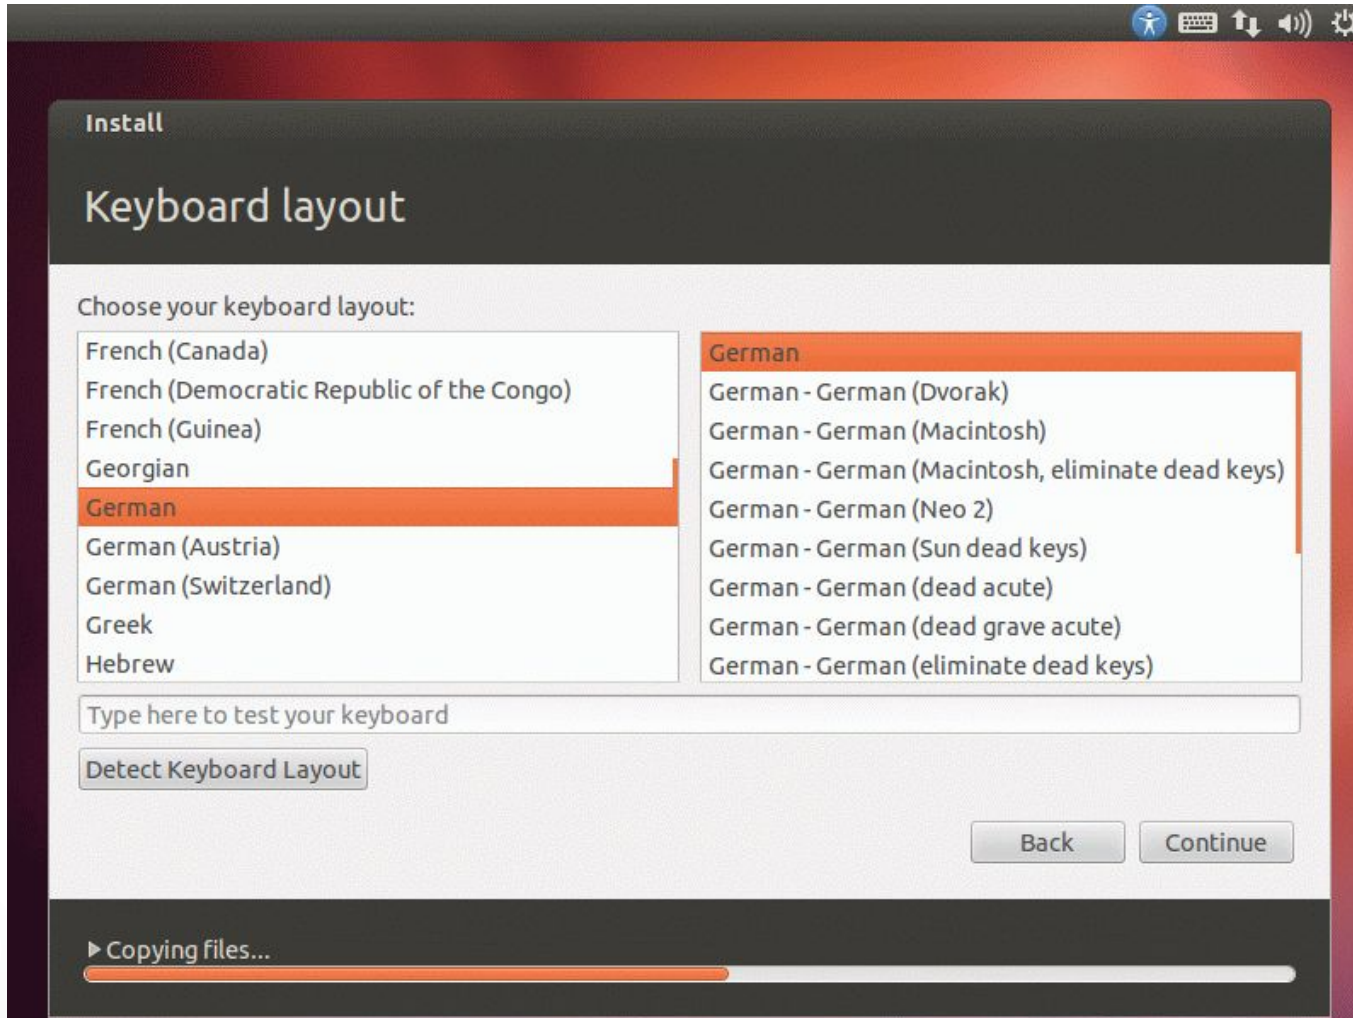 Install
Keyboard layout
Choose your keyboard layout:
French (Canada)
French (Democratic Republic of the Congo)
French (Guinea)
Georgian
German
German (Austria)
German (Switzerland)
Greek
Hebrew
German
German - German (Dvorak)
German - German (Macintosh)
German - German (Macintosh, eliminate dead keys)
German - German (Neo 2)
German - German (Sun dead keys)
German - German (dead acute)
German - German (dead grave acute)
German - German (eliminate dead keys)
Type here to test your keyboard
Detect Keyboard Layout
Back
Continue
Copying files...